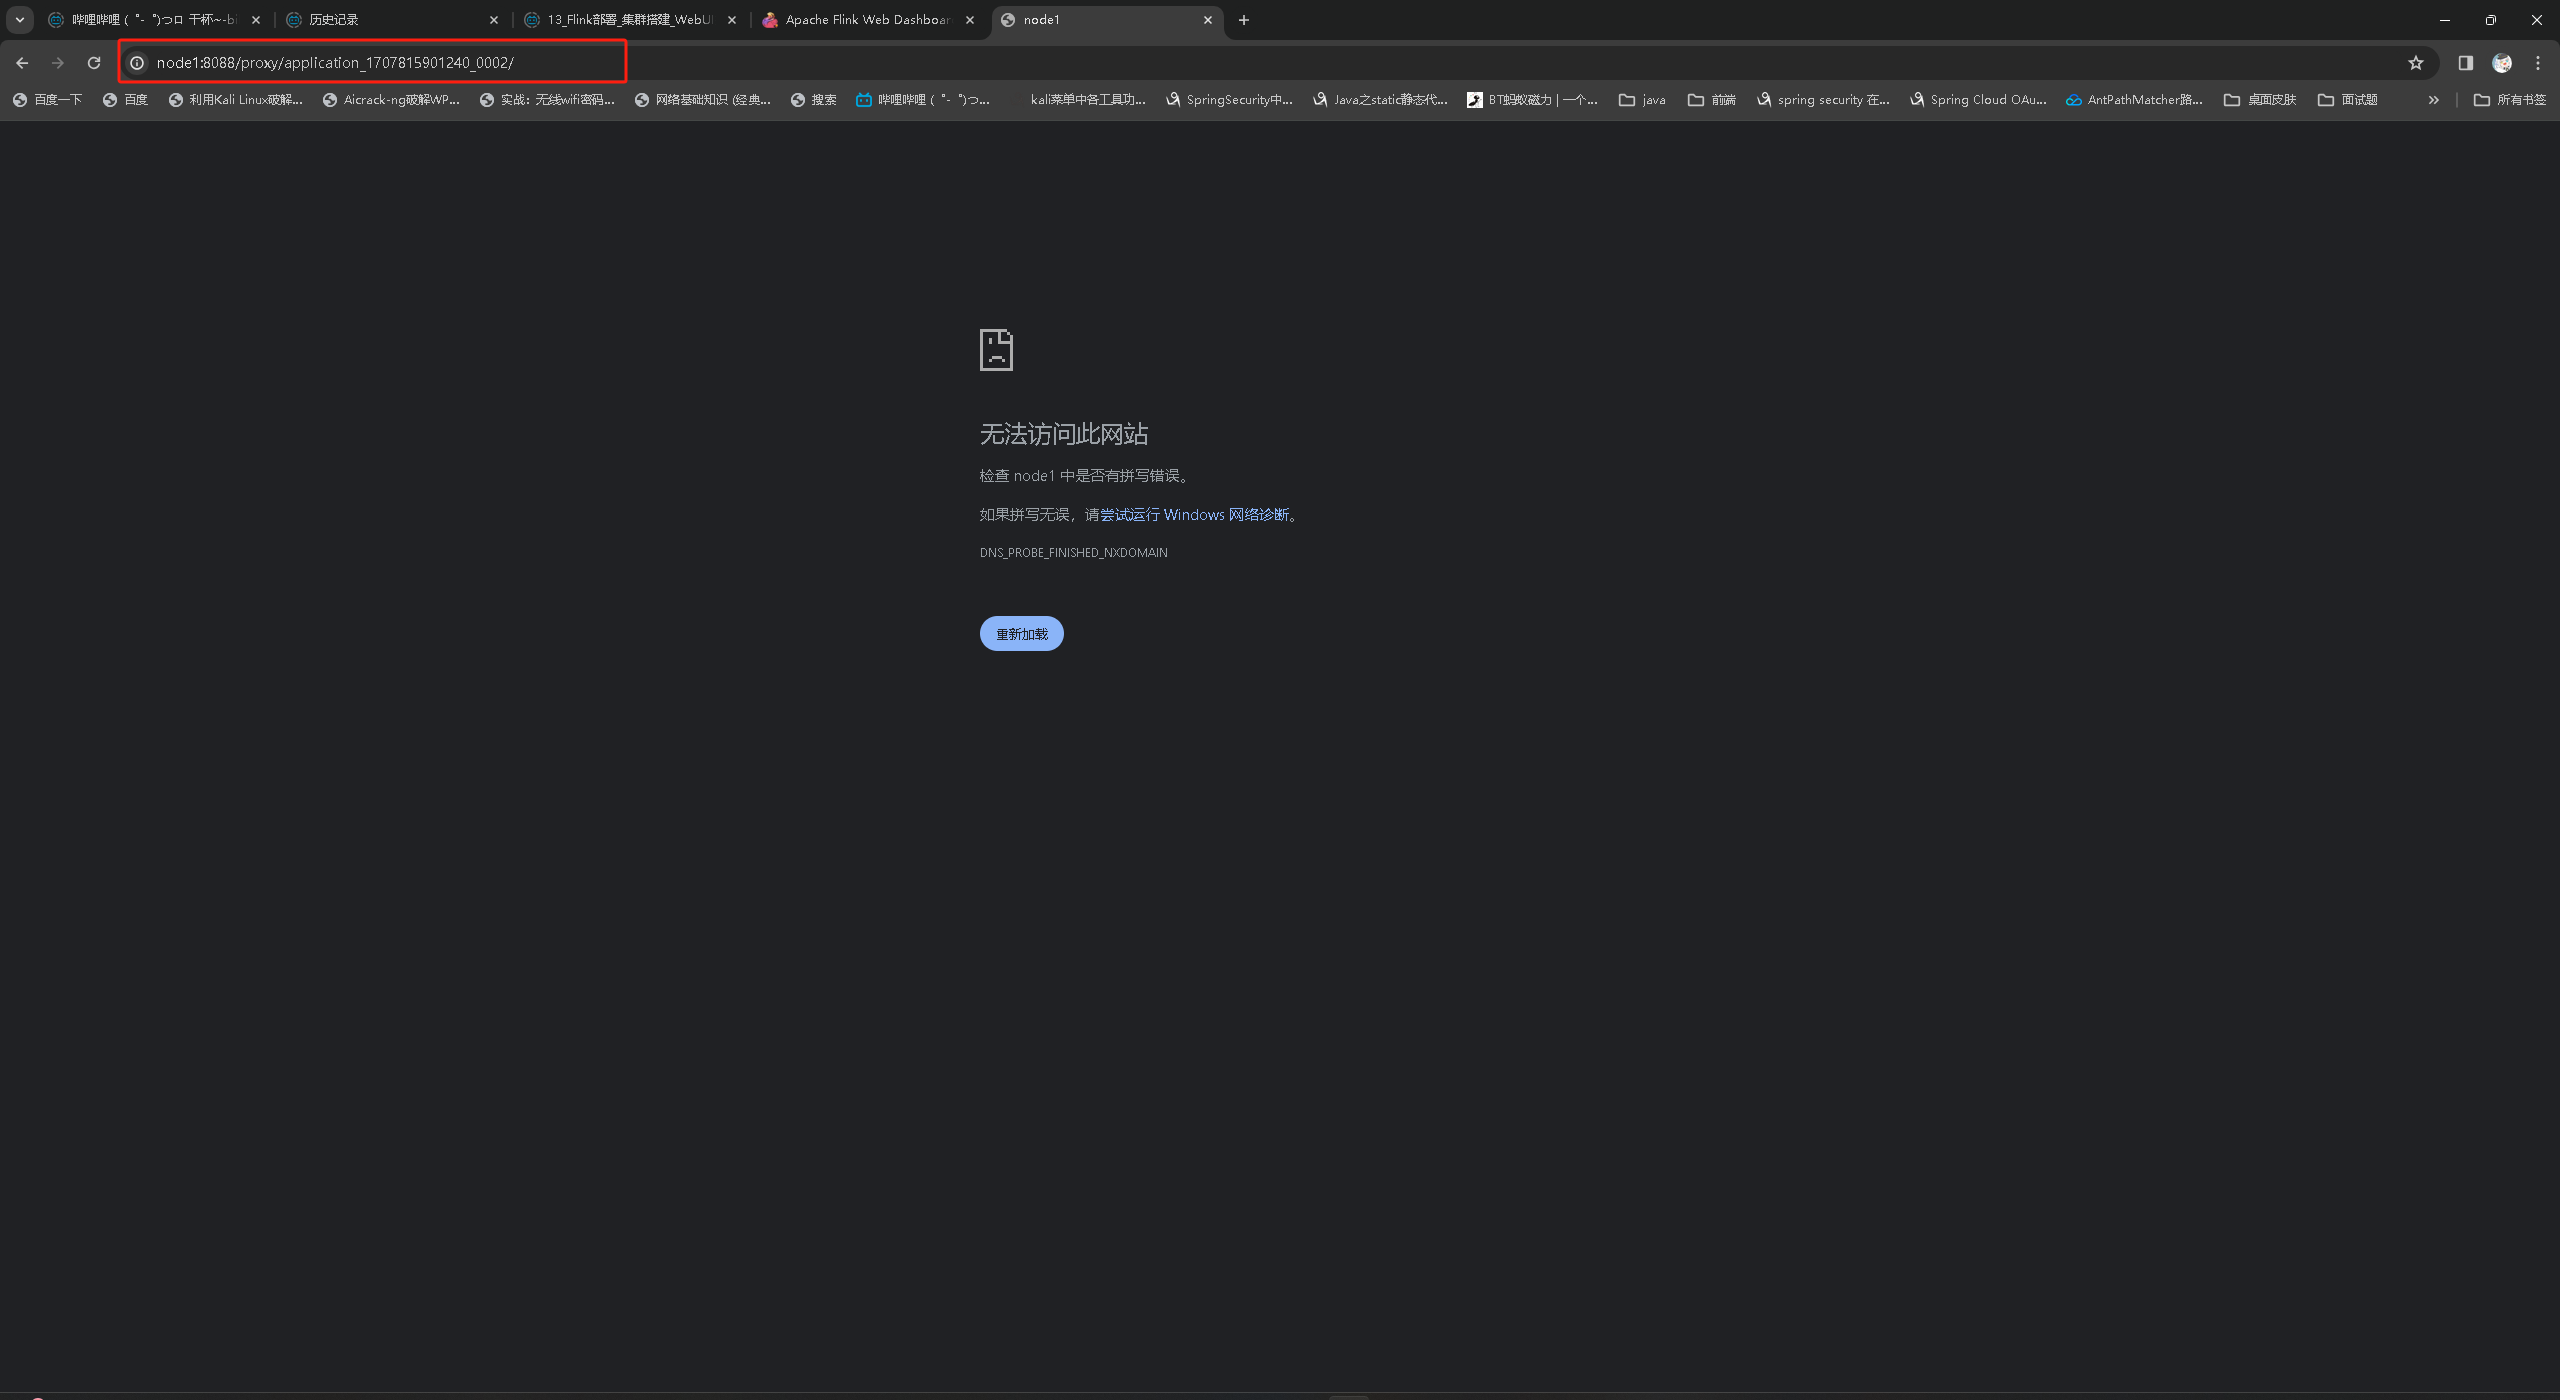 哔哩哔哩 (゜-゜)つロ 干杯~-bi
历史记录
13_Flink部署_集群搭建_WebUI
Apache Flink Web Dashboar
node1
node1:8088/proxy/application_1707815901240_0002/
百度一下
百度
利用Kali Linux破解...
Aicrack-ng破解WP...
实战：无线wifi密码...
网络基础知识 (经典...
搜索
哔哩哔哩 (゜-゜)つ...
kali菜单中各工具功...
SpringSecurity中...
Java之static静态代...
BT蚂蚁磁力 | 一个...
java
前端
spring security 在...
Spring Cloud OAu...
AntPathMatcher路...
桌面皮肤
面试题
所有书签
无法访问此网站
检查 node1 中是否有拼写错误。
如果拼写无误，请尝试运行 Windows 网络诊断。
DNS_PROBE_FINISHED_NXDOMAIN
重新加载